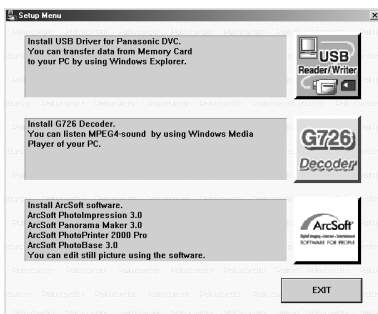 Setup Menu
Install USB Driver for Panasonic DVC.
You can transfer data from Memory Card
to your PC by using Windows Explorer.
USB
Reader/Writer
Install G726 Decoder.
You can listen MPEG4-sound by using Windows Media
Player of your PC.
G726
Decoder
Install ArcSoft software.
ArcSoft PhotoImpression 3.0
ArcSoft Panorama Maker 3.0
ArcSoft PhotoPrinter 2000 Pro
ArcSoft PhotoBase 3.0
You can edit still picture using the software.
ArcSoft
SOFTWARE FOR PEOPLE
EXIT